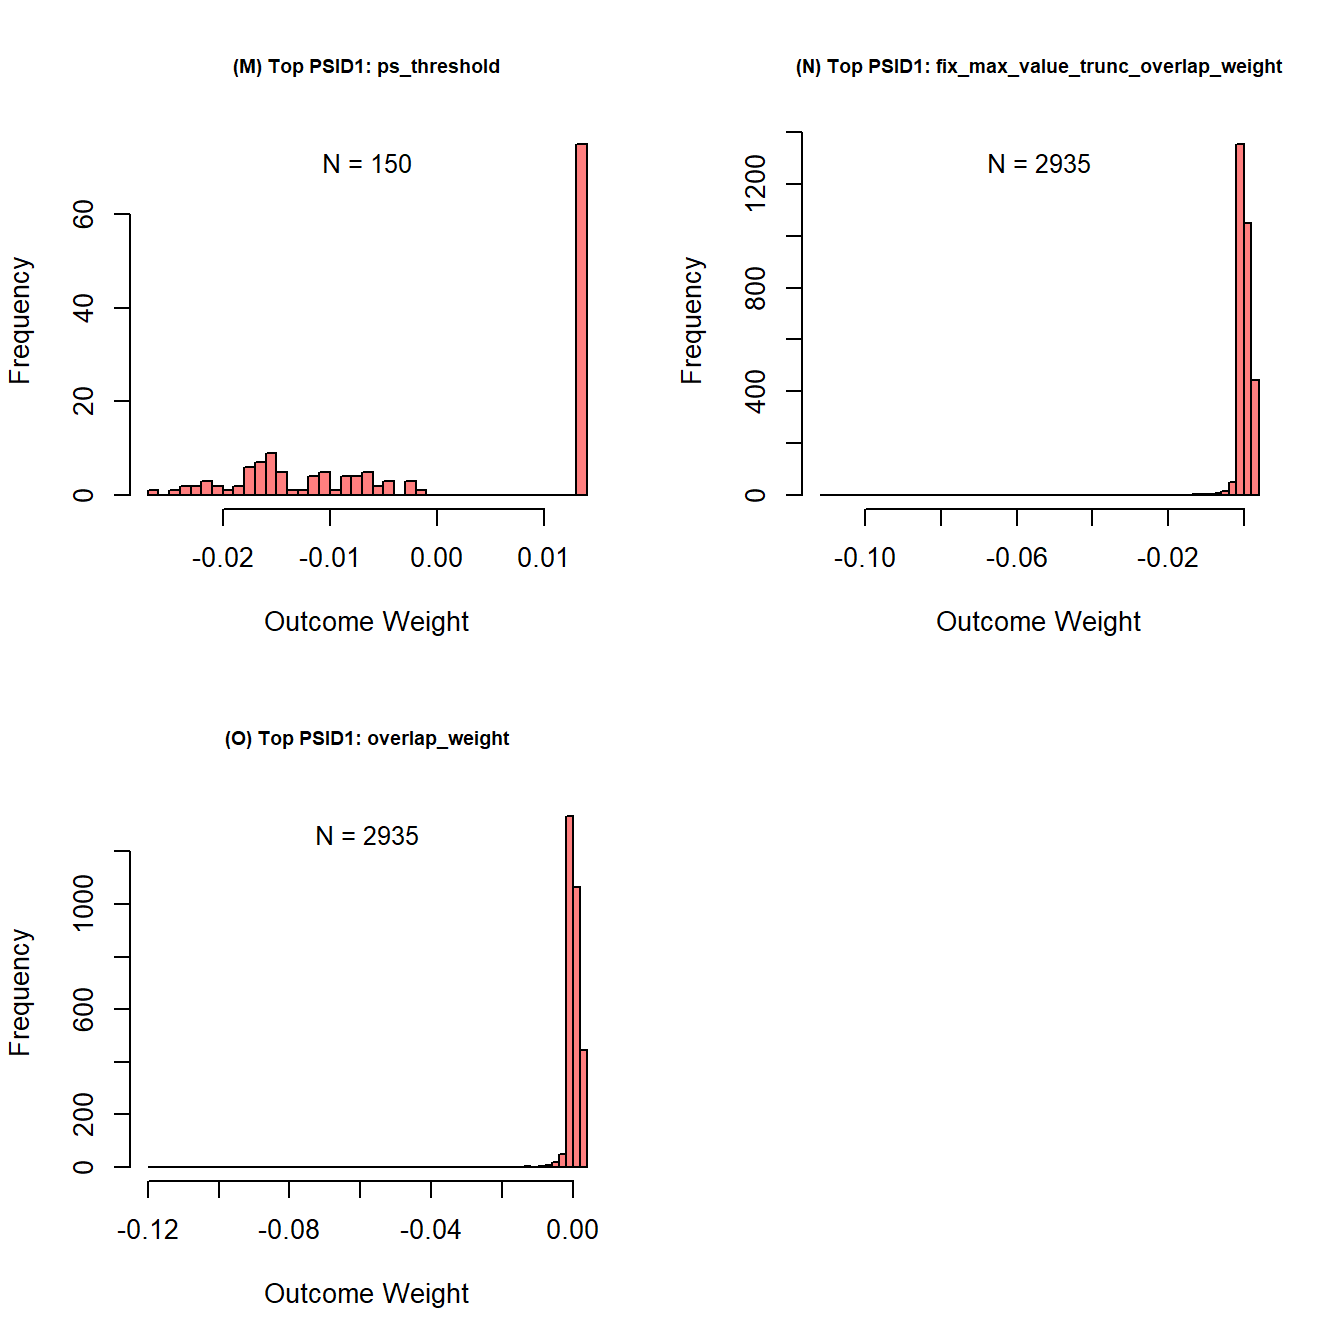 (M) Top PSID1: ps_threshold
N = 150
Frequency
0
20
40
60
-0.02
-0.01
0.00
0.01
Outcome Weight
(N) Top PSID1: fix_max_value_trunc_overlap_weight
N = 2935
Frequency
0
400
800
1200
-0.10
-0.06
-0.02
Outcome Weight
(O) Top PSID1: overlap_weight
N = 2935
Frequency
0
200
600
1000
-0.12
-0.08
-0.04
0.00
Outcome Weight